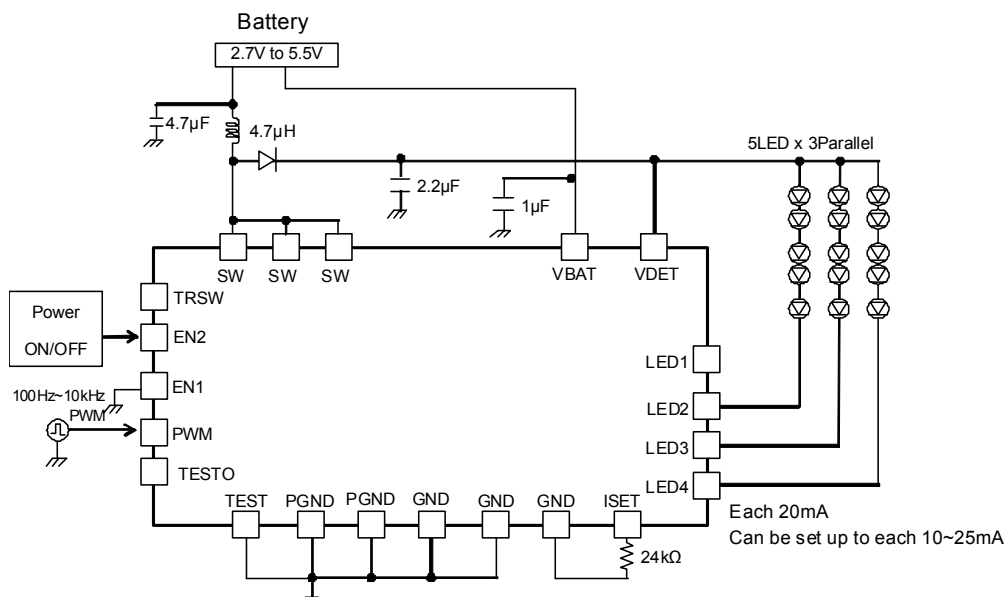 Battery
2.7V to 5.5V
4.7µF
4.7µH
5LED x 3Parallel
2.2µF
1µF
SW
SW
SW
VBAT
VDET
TRSW
Power
ON/OFF
EN2
EN1
100Hz~10kHz
PWM
PWM
TESTO
LED1
LED2
LED3
LED4
TEST
PGND
PGND
GND
GND
GND
ISET
24kΩ
Each 20mA
Can be set up to each 10~25mA